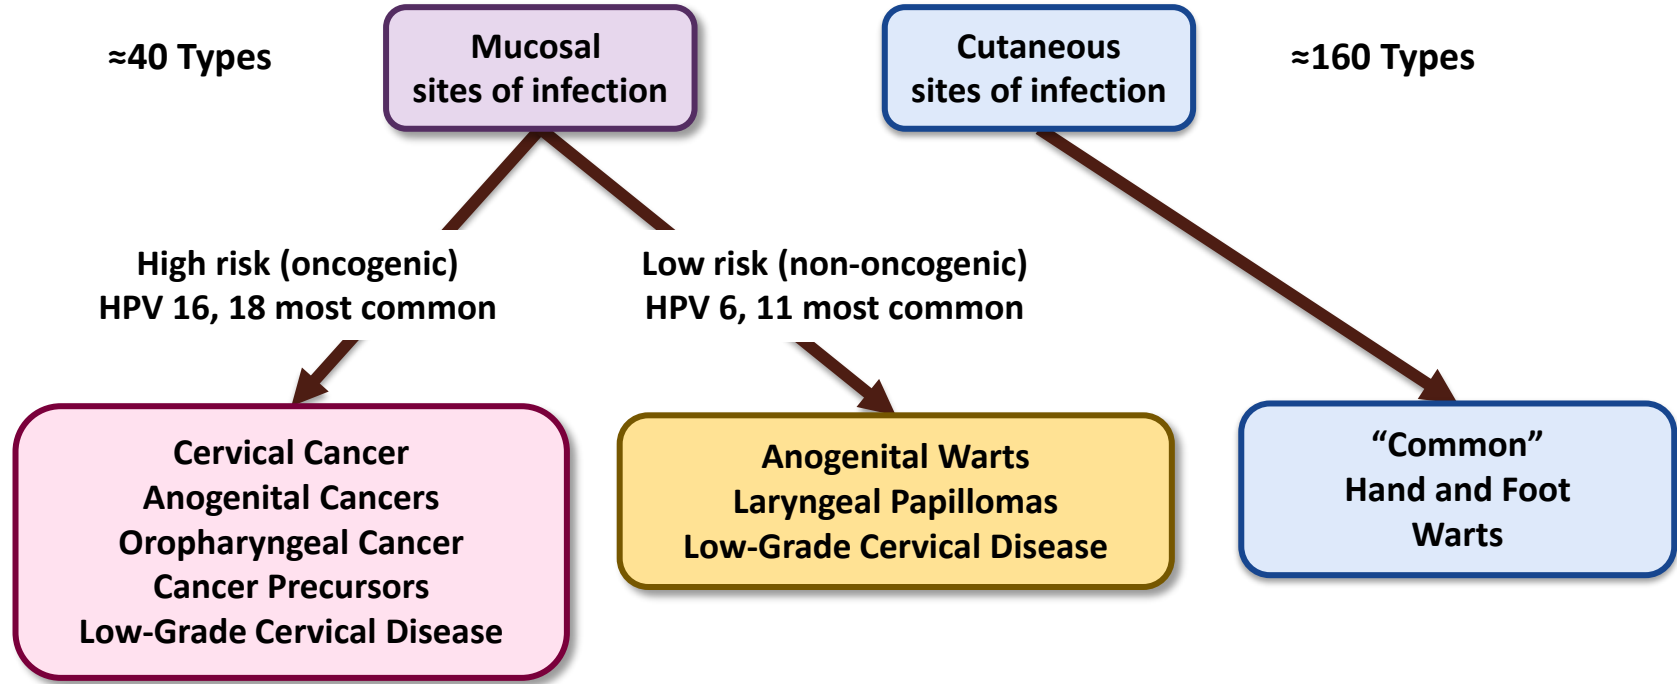 ≈40 Types
Mucosal
sites of infection
Cutaneous
sites of infection
≈160 Types
High risk (oncogenic)
HPV 16, 18 most common
Low risk (non-oncogenic)
HPV 6, 11 most common
Cervical Cancer
Anogenital Cancers
Oropharyngeal Cancer
Cancer Precursors
Low-Grade Cervical Disease
Anogenital Warts
Laryngeal Papillomas
Low-Grade Cervical Disease
“Common”
Hand and Foot
Warts